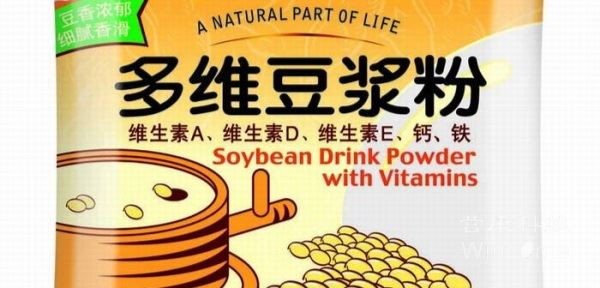 豆香浓郁
细腻香滑
A NATURAL PART OF LIFE
多维豆浆粉
维生素A、维生素D、维生素E、钙、铁
Soybean Drink Powder
with Vitamins